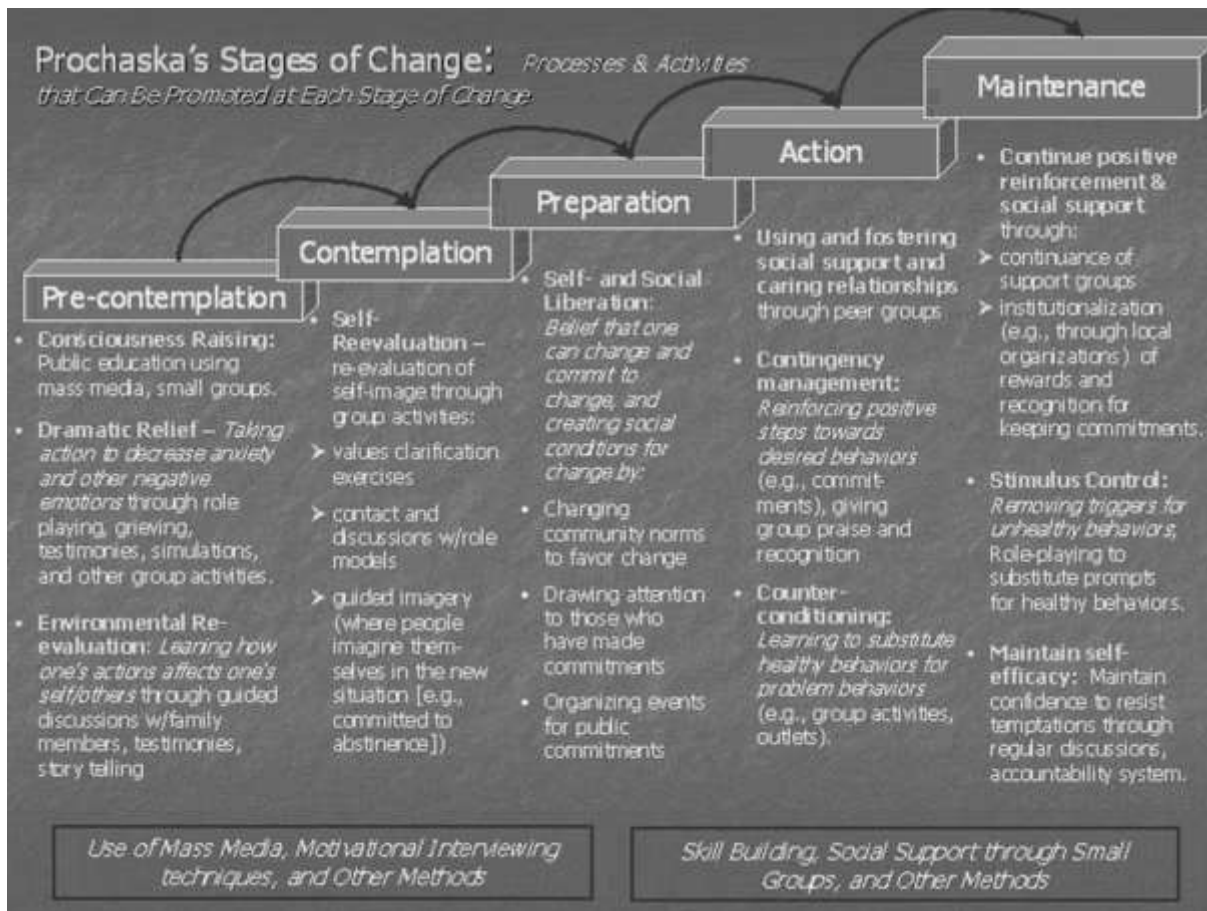 Prochaska's Stages of Change: Processes & Activities
that Can Be Promoted at Each Stage of Change
Pre-contemplation
• Consciousness Raising:
Public education using
mass media, small groups.
• Dramatic Relief – Taking
action to decrease anxiety
and other negative
emotions through role
playing, grieving,
testimonies, simulations,
and other group activities.
• Environmental Re-
evaluation: Learing how
one's actions affects one's
self/others through guided
discussions w/family
members, testimonies,
story telling
Contemplation
• Self-
Reevaluation –
re-evaluation of
self-image through
group activities:
➤ values clarification
exercises
➤ contact and
discussions w/role
models
➤ guided imagery
(where people
imagine them-
selves in the new
situation [e.g.,
committed to
abstinence])
Preparation
• Self- and Social
Liberation:
Belief that one
can change and
commit to
change, and
creating social
conditions for
change by:
• Changing
community norms
to favor change
• Drawing attention
to those who
have made
commitments
• Organizing events
for public
commitments
Action
• Using and fostering
social support and
caring relationships
through peer groups
• Contingency
management:
Reinforcing positive
steps towards
desired behaviors
(e.g., commit-
ments), giving
group praise and
recognition
• Counter-
conditioning:
Learning to substitute
healthy behaviors for
problem behaviors
(e.g., group activities,
outlets).
Maintenance
• Continue positive
reinforcement &
social support
through:
➤ continuance of
support groups
➤ institutionalization
(e.g., through local
organizations) of
rewards and
recognition for
keeping commitments.
• Stimulus Control:
Removing triggers for
unhealthy behaviors,
Role-playing to
substitute prompts
for healthy behaviors.
• Maintain self-
efficacy: Maintain
confidence to resist
temptations through
regular discussions,
accountability system.
Use of Mass Media, Motivational Interviewing
techniques, and Other Methods
Skill Building, Social Support through Small
Groups, and Other Methods